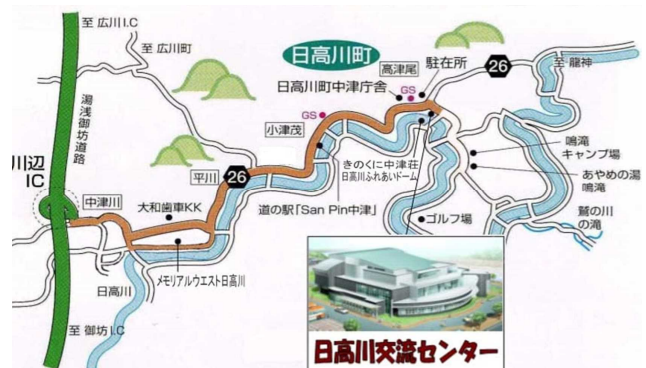 至 広川I.C
至 広川町
湯浅御坊道路
川辺
IC
中津川
大和歯車KK
平川
26
メモリアルウエスト日高川
日高川
至 御坊I.C
日高川町
高津尾
駐在所
26
至 龍神
日高川町中津庁舎
GS
GS
小津茂
きのくに中津荘
日高川ふれあいドーム
道の駅「San Pin中津」
鳴滝
キャンプ場
あやめの湯
鳴滝
鷲の川
の滝
ゴルフ場
日高川交流センター